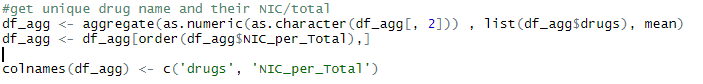 #get unique drug name and their NIC/total
df_agg <- aggregate(as.numeric(as.character(df_agg[, 2])) , list(df_agg$drugs), mean)
df_agg <- df_agg[order(df_agg$NIC_per_Total),]
colnames(df_agg) <- c('drugs', 'NIC_per_Total')